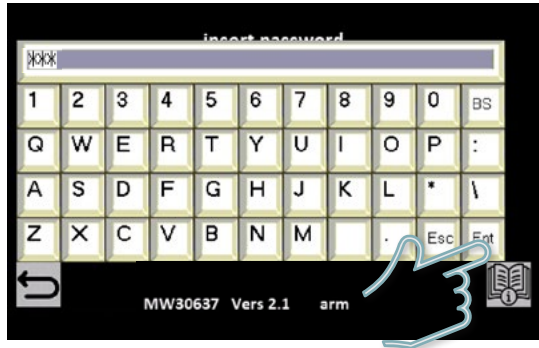 insert password
***
1 2 3 4 5 6 7 8 9 0 BS
Q W E R T Y U I O P :
A S D F G H J K L * \
Z X C V B N M . Esc Ent
MW30637 Vers 2.1 arm